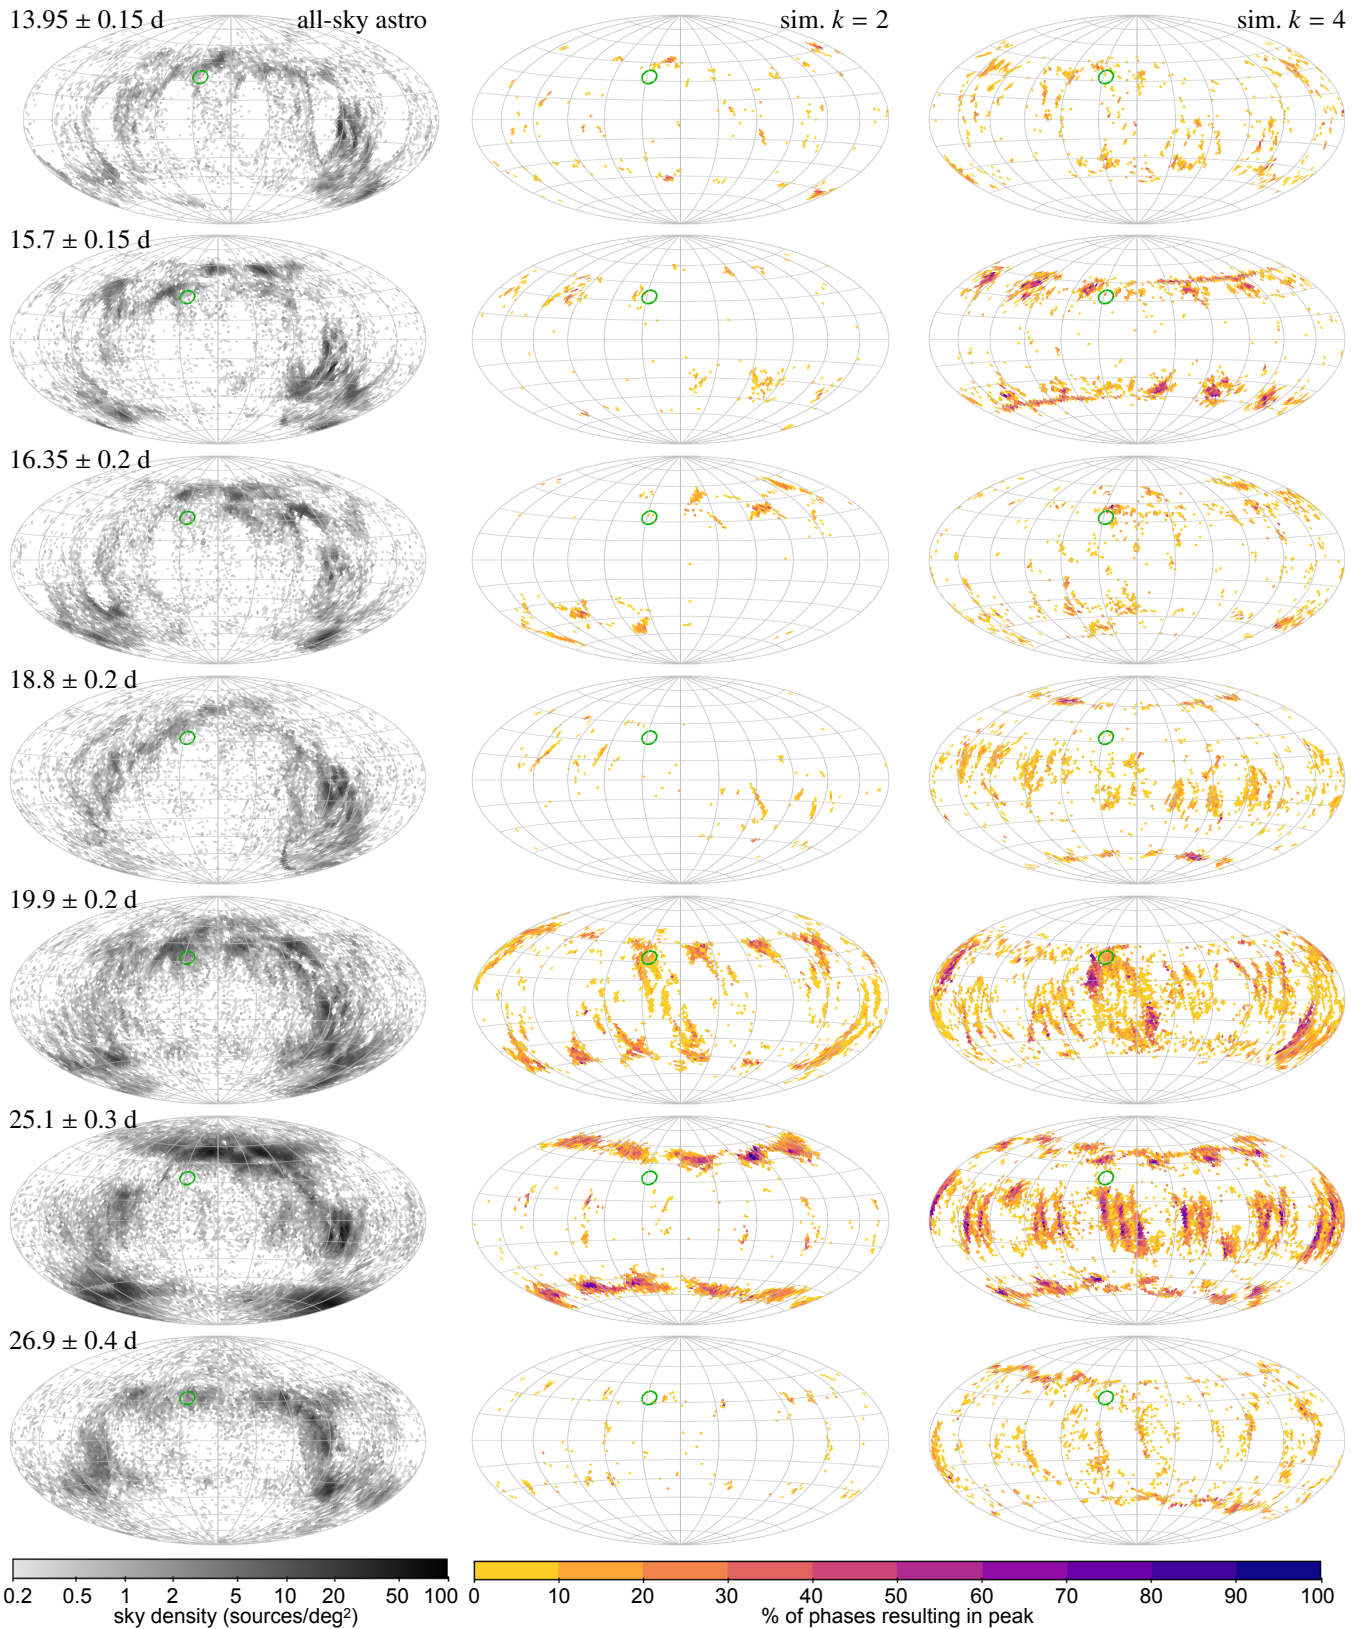 13.95 ± 0.15 d all-sky astro sim. k = 2 sim. k = 4
15.7 ± 0.15 d
16.35 ± 0.2 d
18.8 ± 0.2 d
19.9 ± 0.2 d
25.1 ± 0.3 d
26.9 ± 0.4 d
0.2 0.5 1 2 5 10 20 50 100
sky density (sources/deg²)
0 10 20 30 40 50 60 70 80 90 100
% of phases resulting in peak